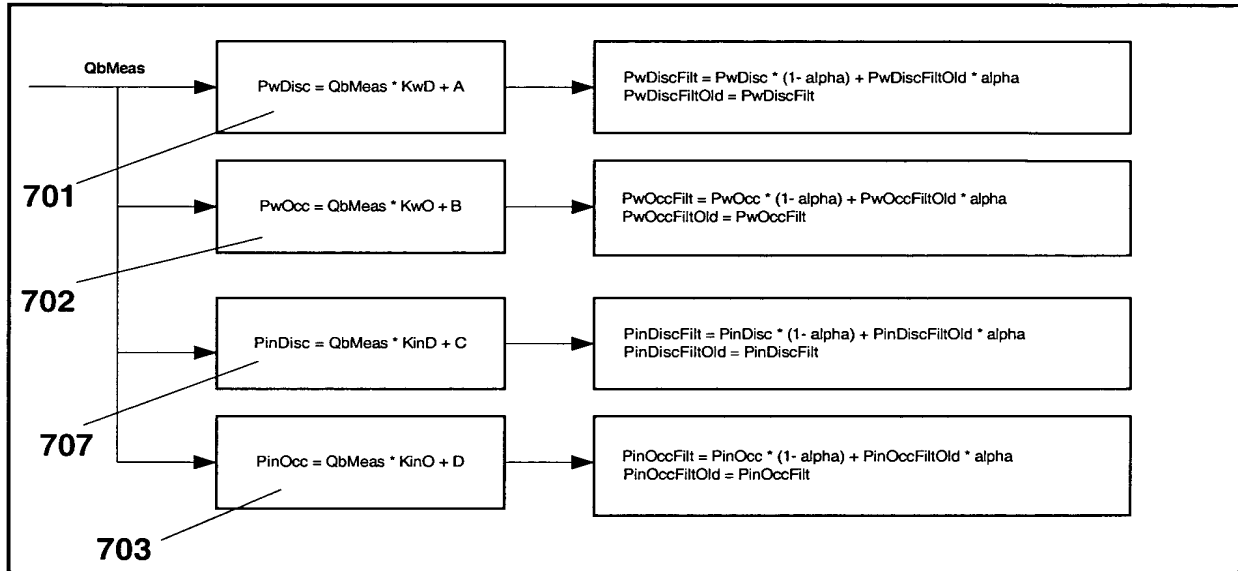 QbMeas
PwDisc = QbMeas * KwD + A
PwDiscFilt = PwDisc * (1- alpha) + PwDiscFiltOld * alpha
PwDiscFiltOld = PwDiscFilt
701
PwOcc = QbMeas * KwO + B
PwOccFilt = PwOcc * (1- alpha) + PwOccFiltOld * alpha
PwOccFiltOld = PwOccFilt
702
PinDisc = QbMeas * KinD + C
PinDiscFilt = PinDisc * (1- alpha) + PinDiscFiltOld * alpha
PinDiscFiltOld = PinDiscFilt
707
PinOcc = QbMeas * KinO + D
PinOccFilt = PinOcc * (1- alpha) + PinOccFiltOld * alpha
PinOccFiltOld = PinOccFilt
703